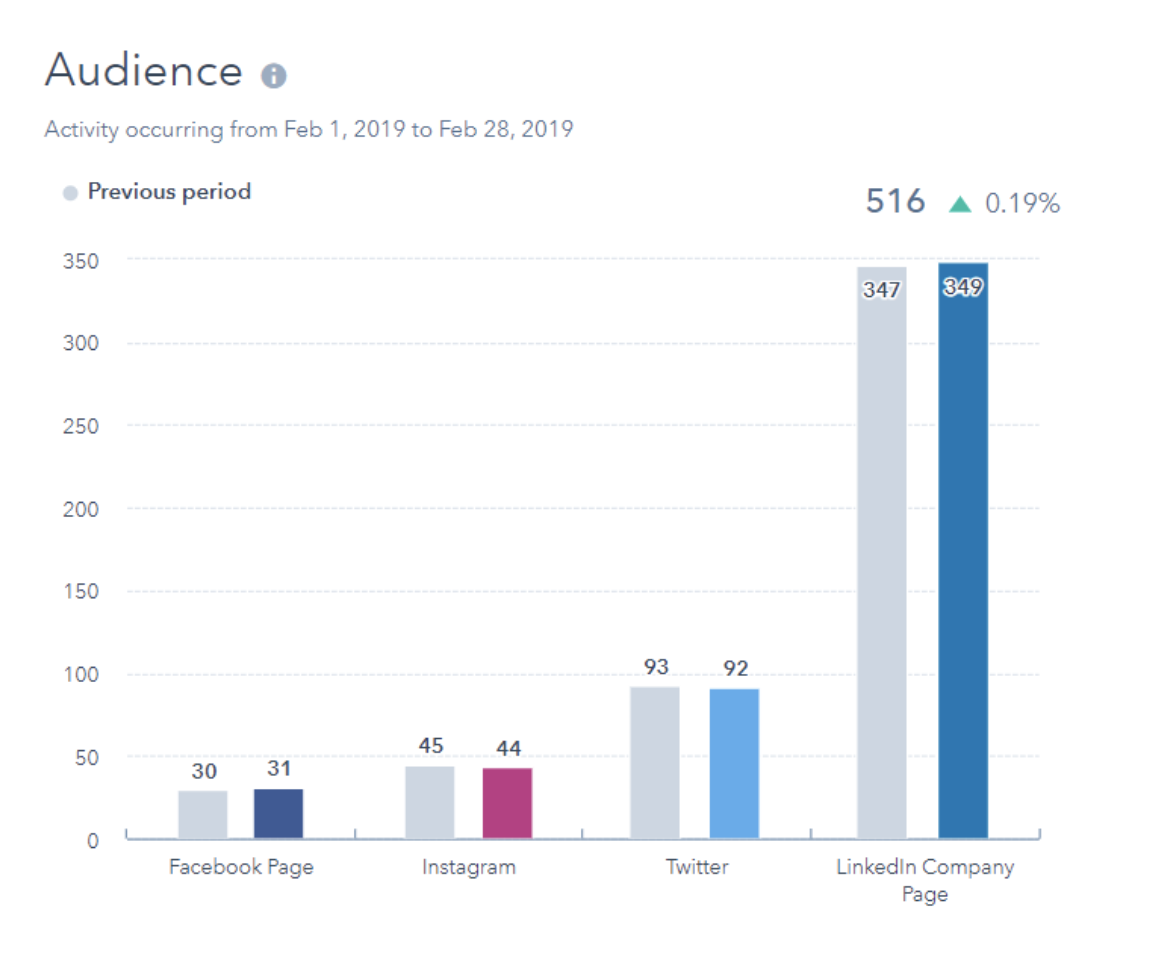 Audience
Activity occurring from Feb 1, 2019 to Feb 28, 2019
Previous period
516 ▲ 0.19%
350
300
250
200
150
100
50
0
30
31
45
44
93
92
347
349
Facebook Page
Instagram
Twitter
LinkedIn Company
Page